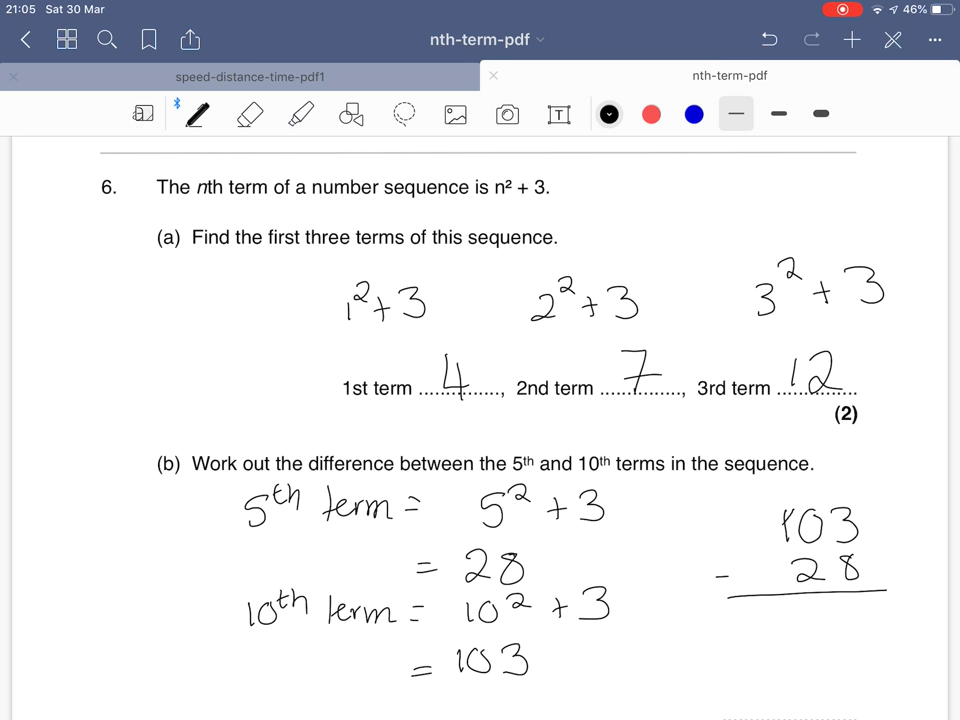 21:05 Sat 30 Mar 46%
nth-term-pdf
speed-distance-time-pdf1 nth-term-pdf
6. The nth term of a number sequence is n² + 3.
(a) Find the first three terms of this sequence.
1² + 3 2² + 3 3² + 3
1st term ....4...., 2nd term ....7...., 3rd term ....12....
(2)
(b) Work out the difference between the 5th and 10th terms in the sequence.
5th term = 5² + 3
103
= 28
- 28
10th term = 10² + 3
= 103